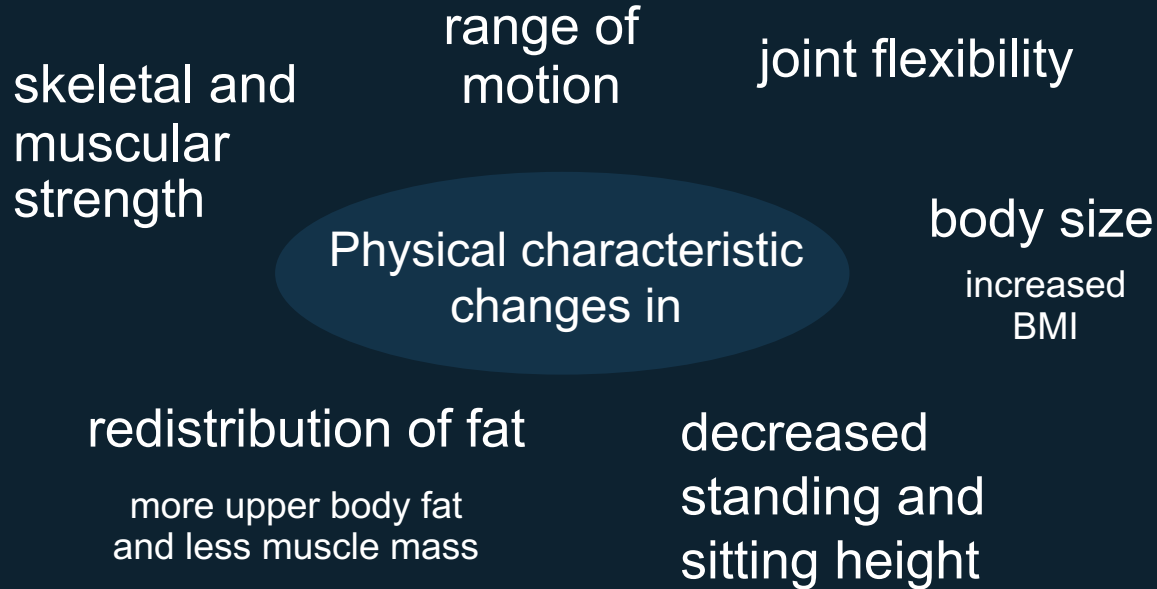 range of
motion
joint flexibility
skeletal and
muscular
strength
Physical characteristic
changes in
body size
increased
BMI
redistribution of fat
more upper body fat
and less muscle mass
decreased
standing and
sitting height